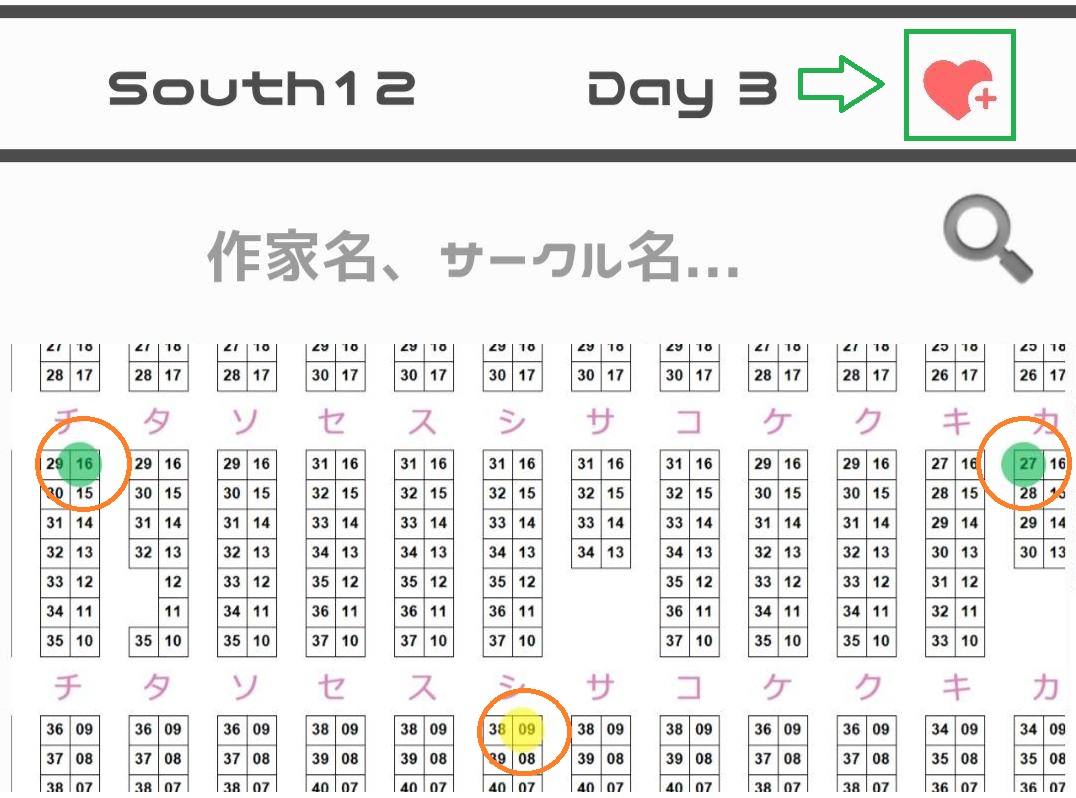 South12 Day 3
作家名、サークル名...
27 18 27 18 27 18 29 18 29 18 29 18 29 18 29 18 27 18 27 18 25 18 25 18
28 17 28 17 28 17 30 17 30 17 30 17 30 17 30 17 28 17 28 17 26 17 26 17
チ タ ソ セ ス シ サ コ ケ ク キ カ
29 16 29 16 29 16 31 16 31 16 31 16 31 16 31 16 29 16 29 16 27 16 27 16
30 15 30 15 30 15 32 15 32 15 32 15 32 15 32 15 30 15 30 15 28 15 28 15
31 14 31 14 31 14 33 14 33 14 33 14 33 14 33 14 31 14 31 14 29 14 29 14
32 13 32 13 32 13 34 13 34 13 34 13 34 13 34 13 32 13 32 13 30 13 30 13
33 12 12 33 12 35 12 35 12 35 12 35 12 33 12 33 12 31 12
34 11 11 34 11 36 11 36 11 36 11 36 11 34 11 34 11 32 11
35 10 35 10 35 10 37 10 37 10 37 10 37 10 35 10 35 10 33 10
チ タ ソ セ ス シ サ コ ケ ク キ カ
36 09 36 09 36 09 38 09 38 09 38 09 38 09 38 09 36 09 36 09 34 09 34 09
37 08 37 08 37 08 39 08 39 08 39 08 39 08 39 08 37 08 37 08 35 08 35 08
38 07 38 07 38 07 40 07 40 07 40 07 40 07 40 07 38 07 38 07 36 07 36 07